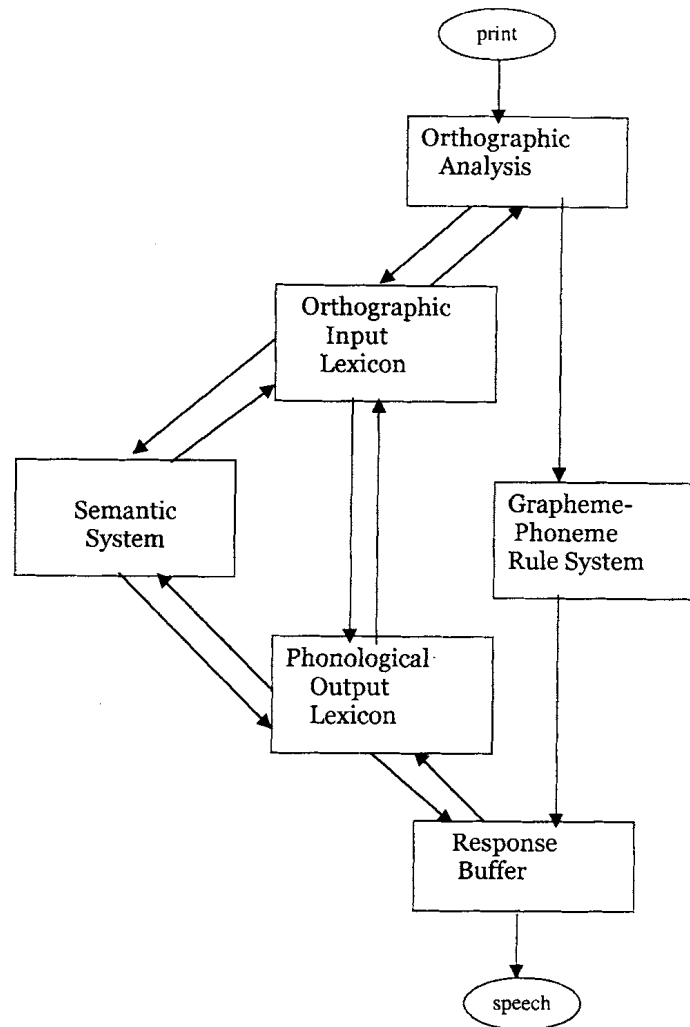 print
Orthographic
Analysis
Orthographic
Input
Lexicon
Semantic
System
Grapheme-
Phoneme
Rule System
Phonological
Output
Lexicon
Response
Buffer
speech